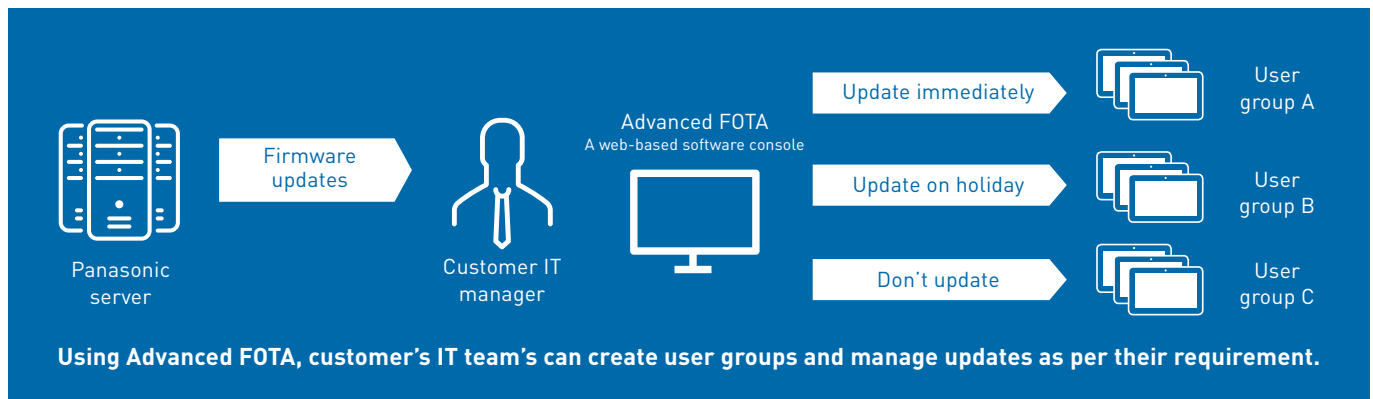 Panasonic
server
Firmware
updates
Customer IT
manager
Advanced FOTA
A web-based software console
Update immediately
User
group A
Update on holiday
User
group B
Don't update
User
group C
Using Advanced FOTA, customer's IT team's can create user groups and manage updates as per their requirement.